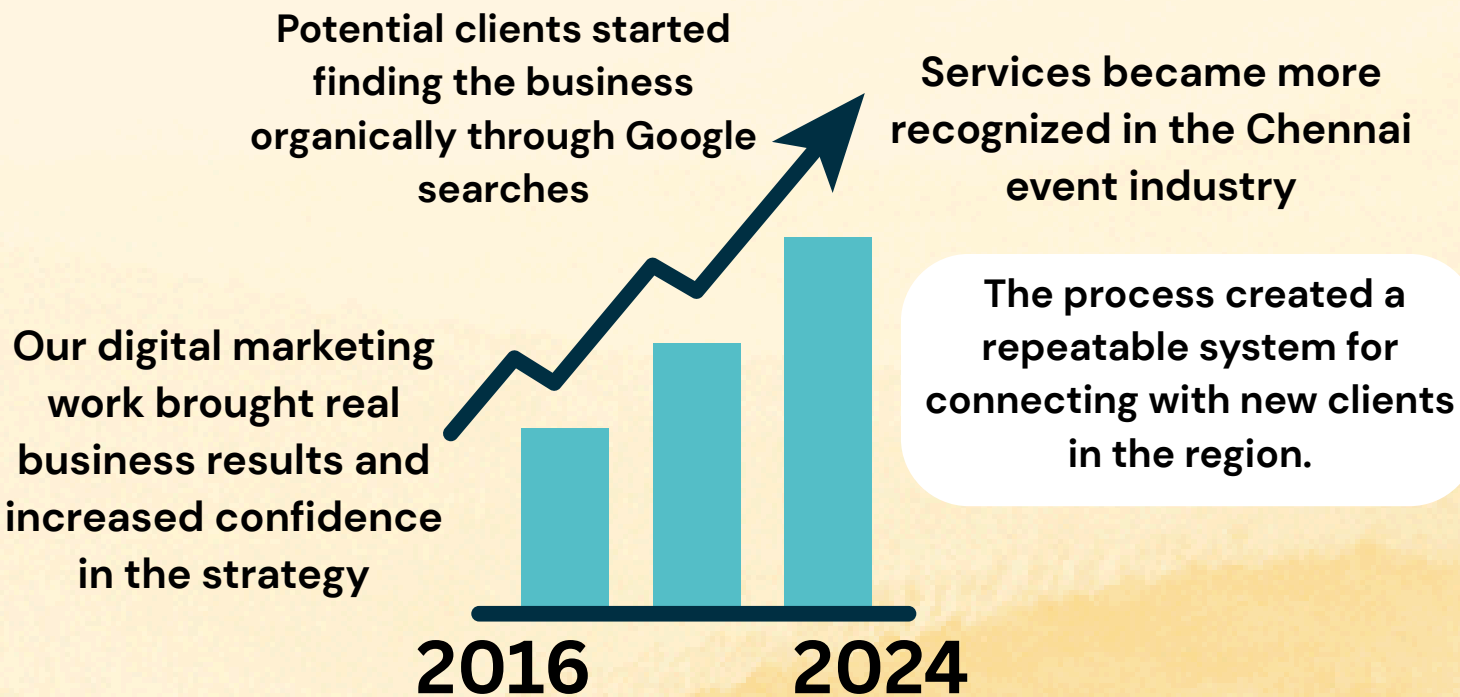 Potential clients started
finding the business
organically through Google
searches
Services became more
recognized in the Chennai
event industry
Our digital marketing
work brought real
business results and
increased confidence
in the strategy
The process created a
repeatable system for
connecting with new clients
in the region.
2016
2024